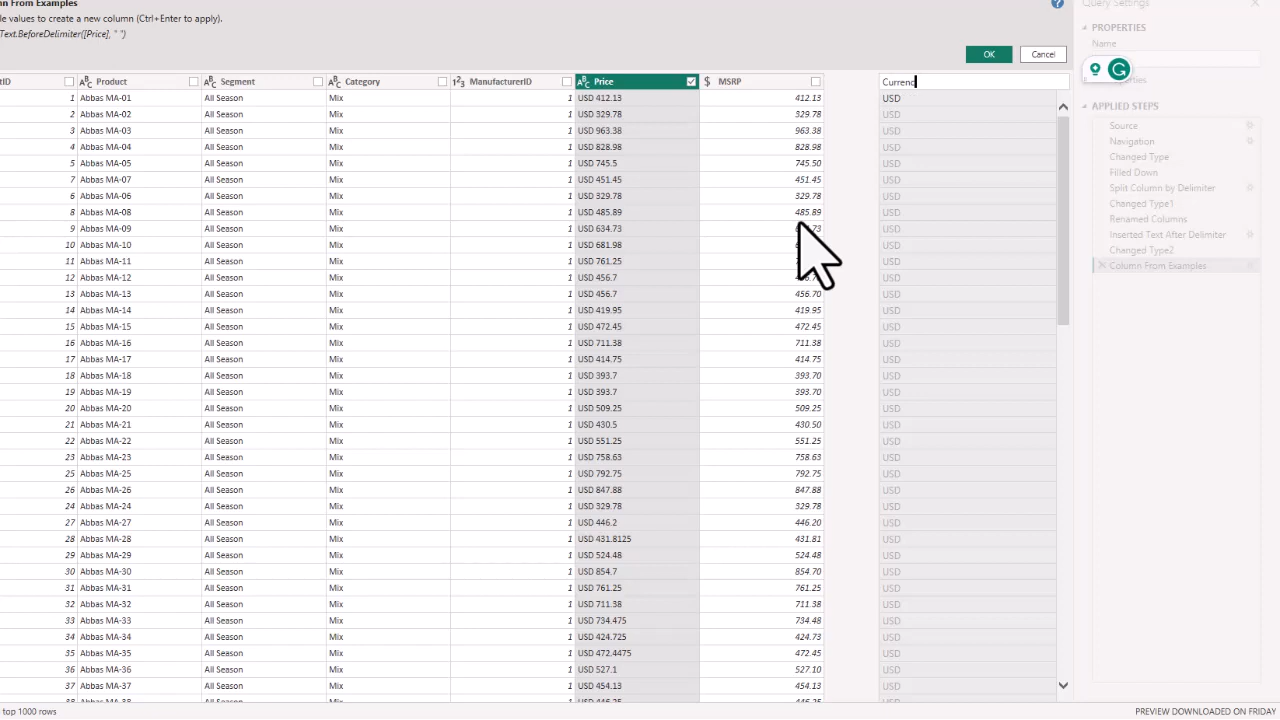 n From Examples
le values to create a new column (Ctrl+Enter to apply).
Text.BeforeDelimiter([Price], " ")
OK Cancel
tID Product Segment Category ManufacturerID Price MSRP Currenc
1 Abbas MA-01 All Season Mix 1 USD 412.13 412.13 USD
2 Abbas MA-02 All Season Mix 1 USD 329.78 329.78 USD
3 Abbas MA-03 All Season Mix 1 USD 963.38 963.38 USD
4 Abbas MA-04 All Season Mix 1 USD 828.98 828.98 USD
5 Abbas MA-05 All Season Mix 1 USD 745.5 745.50 USD
7 Abbas MA-07 All Season Mix 1 USD 451.45 451.45 USD
6 Abbas MA-06 All Season Mix 1 USD 329.78 329.78 USD
8 Abbas MA-08 All Season Mix 1 USD 485.89 485.89 USD
9 Abbas MA-09 All Season Mix 1 USD 634.73 USD
10 Abbas MA-10 All Season Mix 1 USD 681.98 USD
11 Abbas MA-11 All Season Mix 1 USD 761.25 USD
12 Abbas MA-12 All Season Mix 1 USD 456.7 USD
13 Abbas MA-13 All Season Mix 1 USD 456.7 456.70 USD
14 Abbas MA-14 All Season Mix 1 USD 419.95 419.95 USD
15 Abbas MA-15 All Season Mix 1 USD 472.45 472.45 USD
16 Abbas MA-16 All Season Mix 1 USD 711.38 711.38 USD
17 Abbas MA-17 All Season Mix 1 USD 414.75 414.75 USD
18 Abbas MA-18 All Season Mix 1 USD 393.7 393.70 USD
19 Abbas MA-19 All Season Mix 1 USD 393.7 393.70 USD
20 Abbas MA-20 All Season Mix 1 USD 509.25 509.25 USD
21 Abbas MA-21 All Season Mix 1 USD 430.5 430.50 USD
22 Abbas MA-22 All Season Mix 1 USD 551.25 551.25 USD
23 Abbas MA-23 All Season Mix 1 USD 758.63 758.63 USD
25 Abbas MA-25 All Season Mix 1 USD 792.75 792.75 USD
26 Abbas MA-26 All Season Mix 1 USD 847.88 847.88 USD
24 Abbas MA-24 All Season Mix 1 USD 329.78 329.78 USD
27 Abbas MA-27 All Season Mix 1 USD 446.2 446.20 USD
28 Abbas MA-28 All Season Mix 1 USD 431.8125 431.81 USD
29 Abbas MA-29 All Season Mix 1 USD 524.48 524.48 USD
30 Abbas MA-30 All Season Mix 1 USD 854.7 854.70 USD
31 Abbas MA-31 All Season Mix 1 USD 761.25 761.25 USD
32 Abbas MA-32 All Season Mix 1 USD 711.38 711.38 USD
33 Abbas MA-33 All Season Mix 1 USD 734.475 734.48 USD
34 Abbas MA-34 All Season Mix 1 USD 424.725 424.73 USD
35 Abbas MA-35 All Season Mix 1 USD 472.4475 472.45 USD
36 Abbas MA-36 All Season Mix 1 USD 527.1 527.10 USD
37 Abbas MA-37 All Season Mix 1 USD 454.13 454.13 USD
Query Settings
PROPERTIES
Name
APPLIED STEPS
Source
Navigation
Changed Type
Filled Down
Split Column by Delimiter
Changed Type1
Renamed Columns
Inserted Text After Delimiter
Changed Type2
Column From Examples
top 1000 rows
PREVIEW DOWNLOADED ON FRIDAY